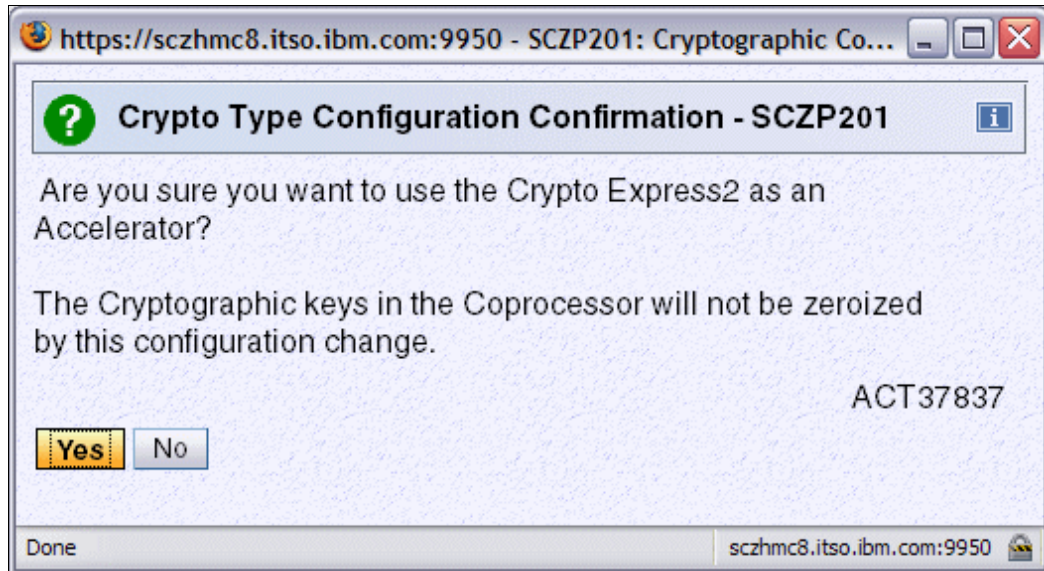 https://sczhmc8.itso.ibm.com:9950 - SCZP201: Cryptographic Co...
Crypto Type Configuration Confirmation - SCZP201
Are you sure you want to use the Crypto Express2 as an
Accelerator?
The Cryptographic keys in the Coprocessor will not be zeroized
by this configuration change.
ACT37837
Yes No
Done sczhmc8.itso.ibm.com:9950